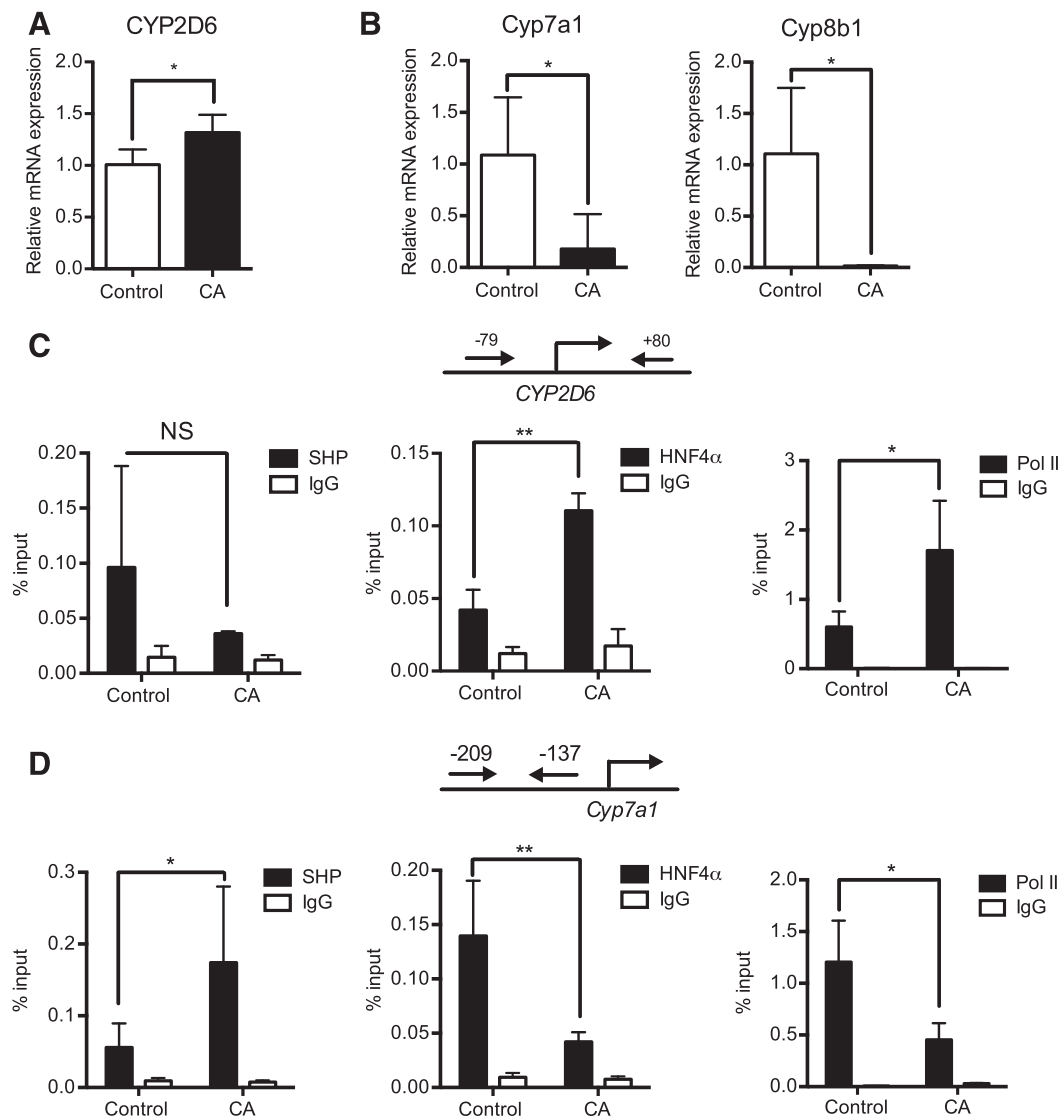 A
CYP2D6
Relative mRNA expression
2.0
1.5
1.0
0.5
0.0
*
Control
CA
B
Cyp7a1
Relative mRNA expression
2.0
1.5
1.0
0.5
0.0
*
Control
CA
Cyp8b1
Relative mRNA expression
2.0
1.5
1.0
0.5
0.0
*
Control
CA
C
-79
+80
CYP2D6
NS
% input
0.20
0.15
0.10
0.05
0.00
SHP
IgG
Control
CA
% input
0.15
0.10
0.05
0.00
**
HNF4α
IgG
Control
CA
% input
3
2
1
0
*
Pol II
IgG
Control
CA
D
-209
-137
Cyp7a1
% input
0.3
0.2
0.1
0.0
*
SHP
IgG
Control
CA
% input
0.20
0.15
0.10
0.05
0.00
**
HNF4α
IgG
Control
CA
% input
2.0
1.5
1.0
0.5
0.0
*
Pol II
IgG
Control
CA